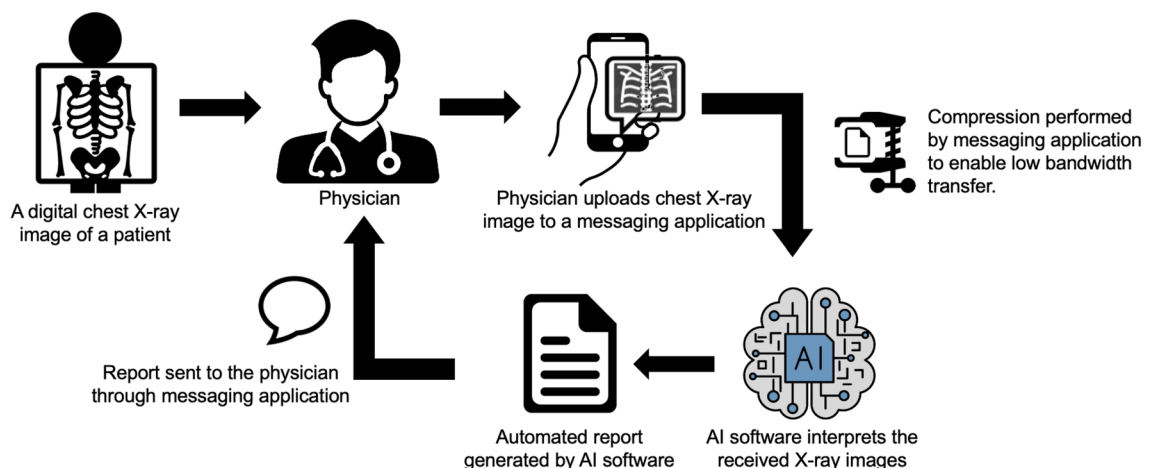 A digital chest X-ray
image of a patient
Physician
Physician uploads chest X-ray
image to a messaging application
Compression performed
by messaging application
to enable low bandwidth
transfer.
AI
AI software interprets the
received X-ray images
Automated report
generated by AI software
Report sent to the physician
through messaging application